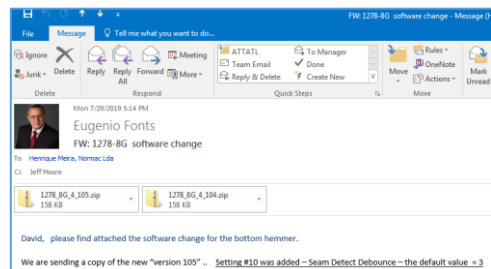 FW: 1278-8G software change - Message (H
File Message Tell me what you want to do...
Ignore
Junk
Delete
Reply
Reply All
Forward
Meeting
More
ATTATL
Team Email
Reply & Delete
To Manager
Done
Create New
Move
Rules
OneNote
Actions
Mark Unread
Delete Respond Quick Steps Move
Mon 7/29/2019 5:14 PM
Eugenio Fonts
FW: 1278-8G software change
To Henrique Meira, Normac Lda
Cc Jeff Moore
1278_8G_4_105.zip 1278_8G_4_104.zip
158 KB 158 KB
David, please find attached the software change for the bottom hemmer.
We are sending a copy of the new “version 105” .. Setting #10 was added – Seam Detect Debounce – the default value = 3